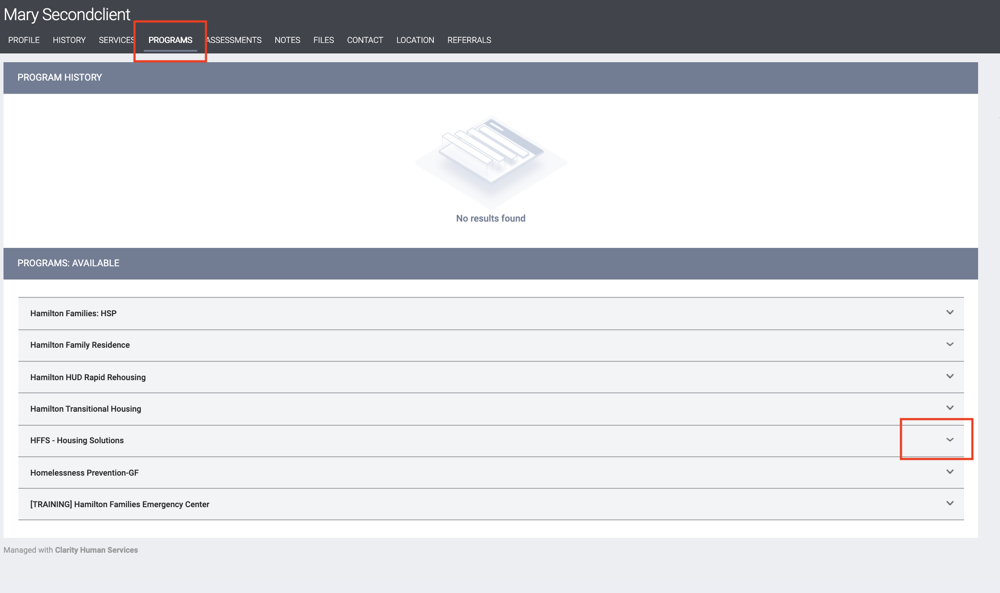 Mary Secondclient
PROFILE HISTORY SERVICES PROGRAMS ASSESSMENTS NOTES FILES CONTACT LOCATION REFERRALS
PROGRAM HISTORY
No results found
PROGRAMS: AVAILABLE
Hamilton Families: HSP
Hamilton Family Residence
Hamilton HUD Rapid Rehousing
Hamilton Transitional Housing
HFFS - Housing Solutions
Homelessness Prevention-GF
[TRAINING] Hamilton Families Emergency Center
Managed with Clarity Human Services